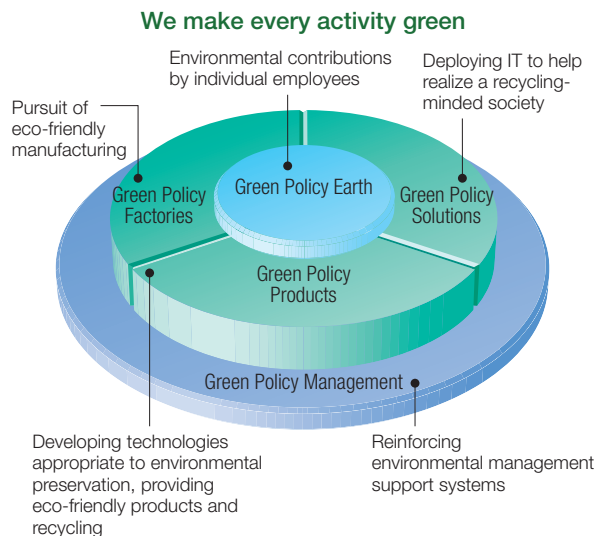 We make every activity green
Environmental contributions
by individual employees
Deploying IT to help
realize a recycling-
minded society
Pursuit of
eco-friendly
manufacturing
Green Policy
Factories
Green Policy Earth
Green Policy
Solutions
Green Policy
Products
Green Policy Management
Developing technologies
appropriate to environmental
preservation, providing
eco-friendly products and
recycling
Reinforcing
environmental management
support systems